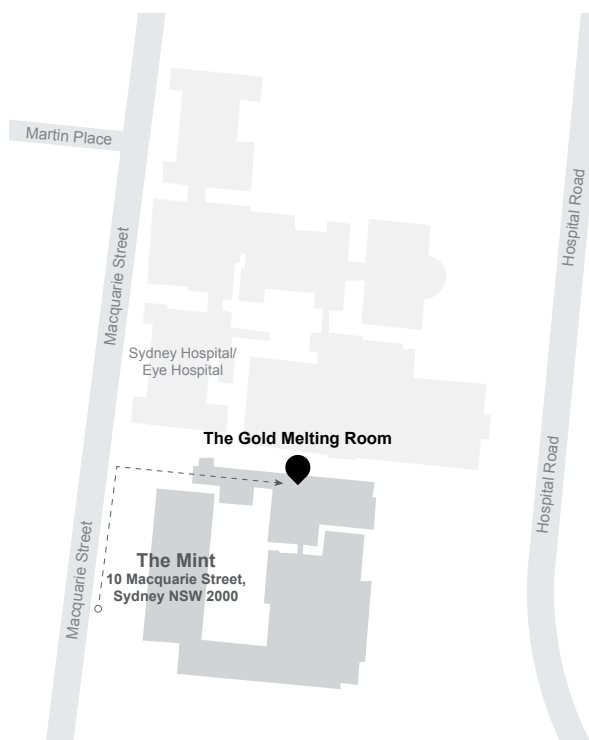 Martin Place
Hospital Road
Macquarie Street
Sydney Hospital/
Eye Hospital
The Gold Melting Room
Hospital Road
Macquarie Street
The Mint
10 Macquarie Street,
Sydney NSW 2000